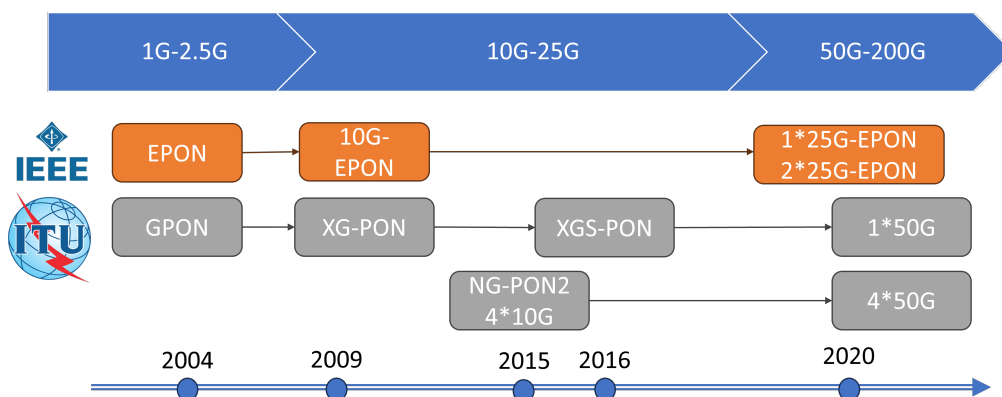 1G-2.5G
10G-25G
50G-200G
IEEE
EPON
10G-
EPON
1*25G-EPON
2*25G-EPON
ITU
GPON
XG-PON
XGS-PON
1*50G
NG-PON2
4*10G
4*50G
2004
2009
2015
2016
2020